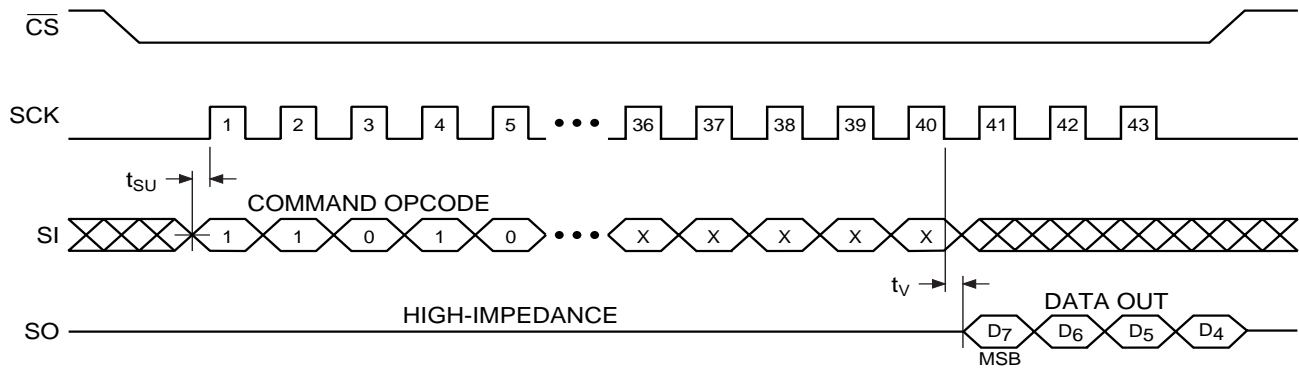 CS
SCK
1 2 3 4 5 ••• 36 37 38 39 40 41 42 43
tSU
COMMAND OPCODE
SI
1 1 0 1 0 ••• X X X X X
tV
DATA OUT
HIGH-IMPEDANCE
SO
D7 D6 D5 D4
MSB